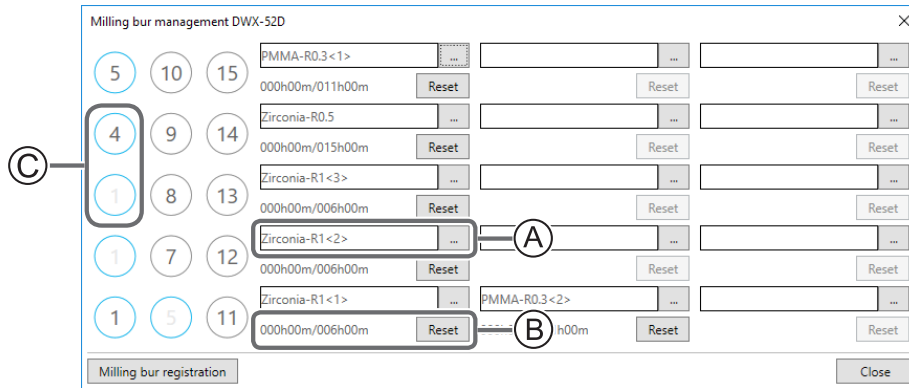 Milling bur management DWX-52D
5 10 15 PMMA-R0.3<1> ... ... ...
000h00m/011h00m Reset Reset Reset
4 9 14 Zirconia-R0.5 ... ... ...
000h00m/015h00m Reset Reset Reset
C
1 8 13 Zirconia-R1<3> ... ... ...
000h00m/006h00m Reset Reset Reset
1 7 12 Zirconia-R1<2> ... A ... ...
000h00m/006h00m Reset Reset Reset
1 5 11 Zirconia-R1<1> ... PMMA-R0.3<2> ... ...
000h00m/006h00m Reset B h00m Reset Reset
Milling bur registration Close